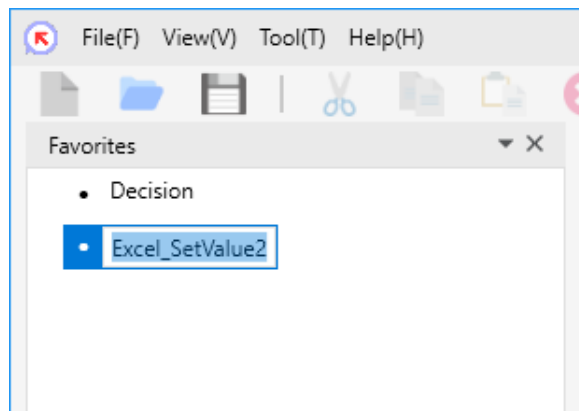 File(F) View(V) Tool(T) Help(H)
Favorites
Decision
Excel_SetValue2